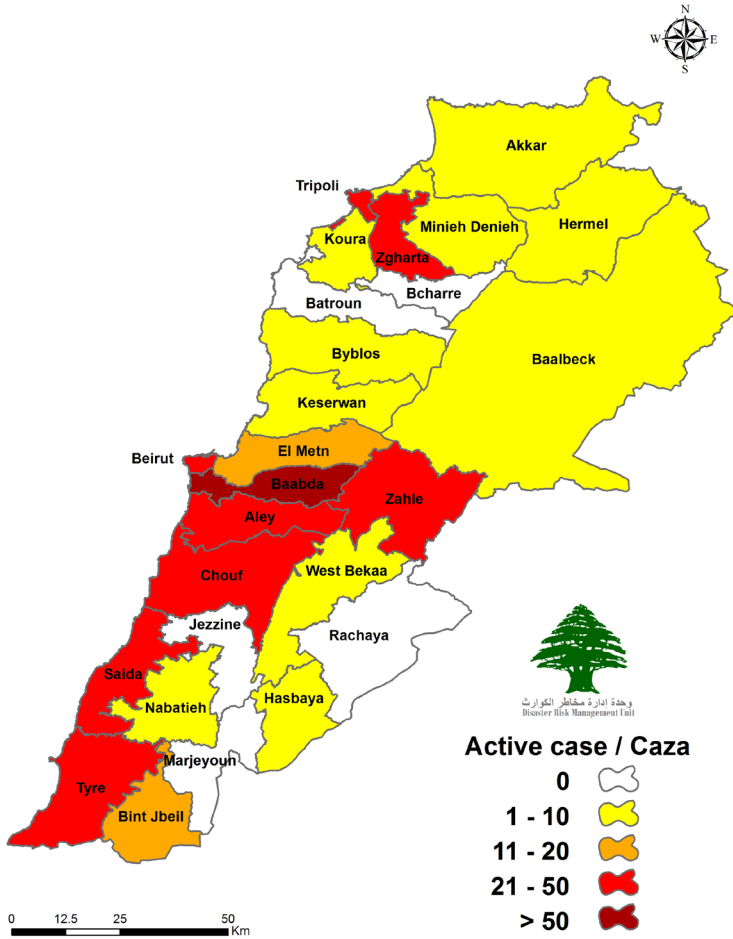 N
W E
S
Akkar
Tripoli
Minieh Denieh
Hermel
Koura
Zgharta
Bcharre
Batroun
Byblos
Baalbeck
Keserwan
El Metn
Beirut
Baabda
Zahle
Aley
West Bekaa
Chouf
Jezzine
Rachaya
Saida
Hasbaya
Nabatieh
وحدة إدارة مخاطر الكوارث
Disaster Risk Management Unit
Marjeyoun
Tyre
Bint Jbeil
Active case / Caza
0
1 - 10
11 - 20
21 - 50
> 50
0 12.5 25 50
Km